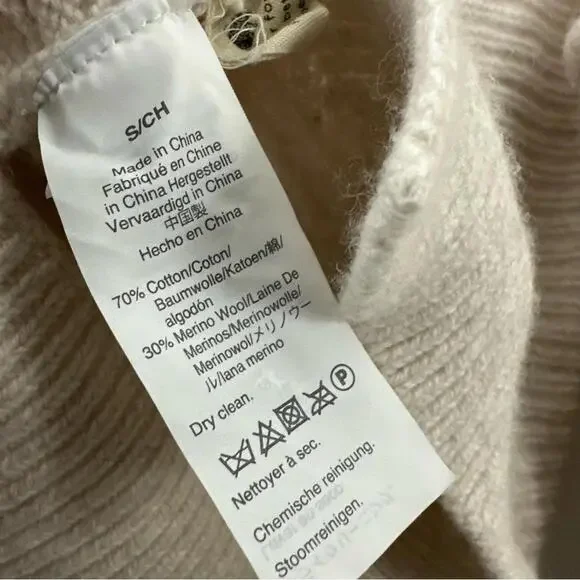 S/CH
Made in China
Fabriqué en Chine
in China Hergestellt
Vervaardigd in China
中国製
Hecho en China
70% Cotton/Coton/
Baumwolle/Katoen/綿/
algodón
30% Merino Wool/Laine De
Merinos/Merinowolle/
Merinowol/メリノウー
ル/lana merino
Dry clean.
P
Nettoyer à sec.
Chemische reinigung.
Stoomreinigen.